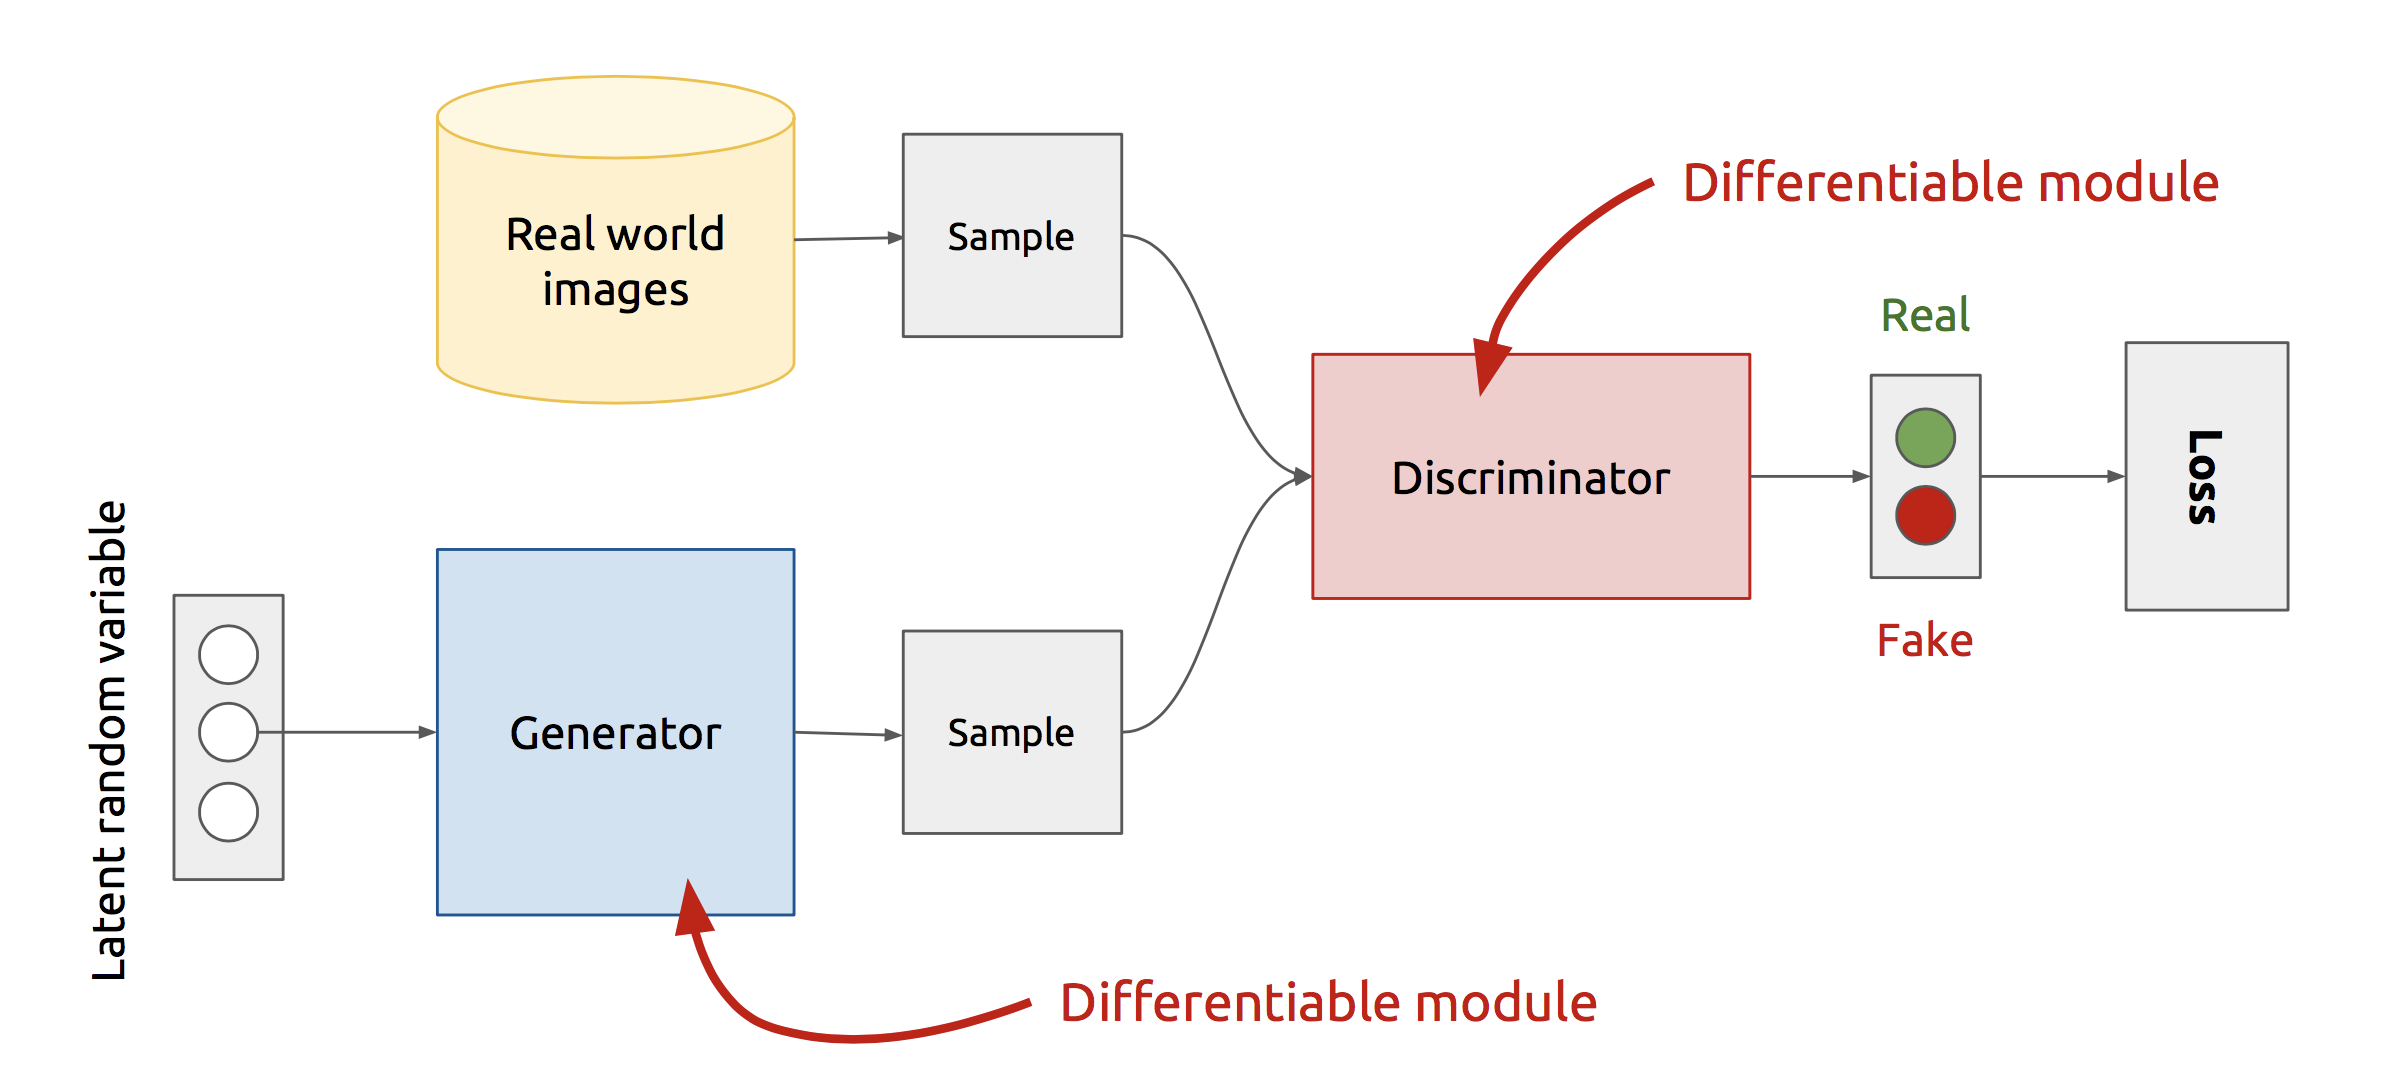 Real world
images
Sample
Differentiable module
Real
Discriminator
Loss
Fake
Latent random variable
Generator
Sample
Differentiable module